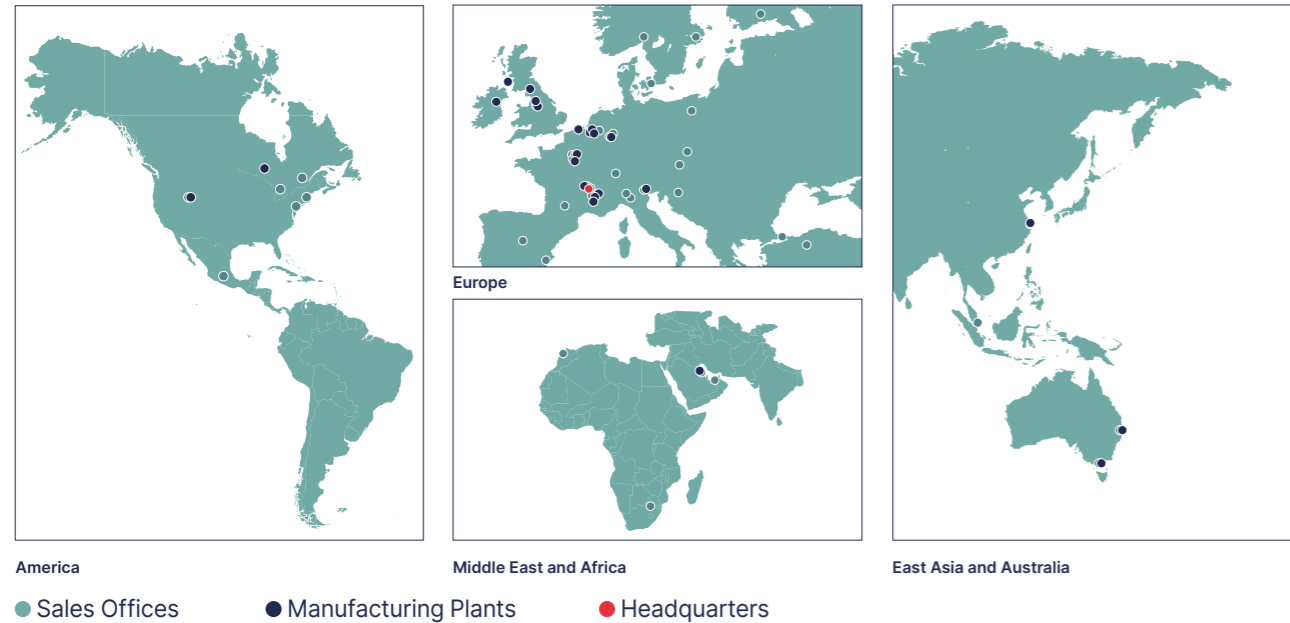 Europe
America
Middle East and Africa
East Asia and Australia
Sales Offices
Manufacturing Plants
Headquarters